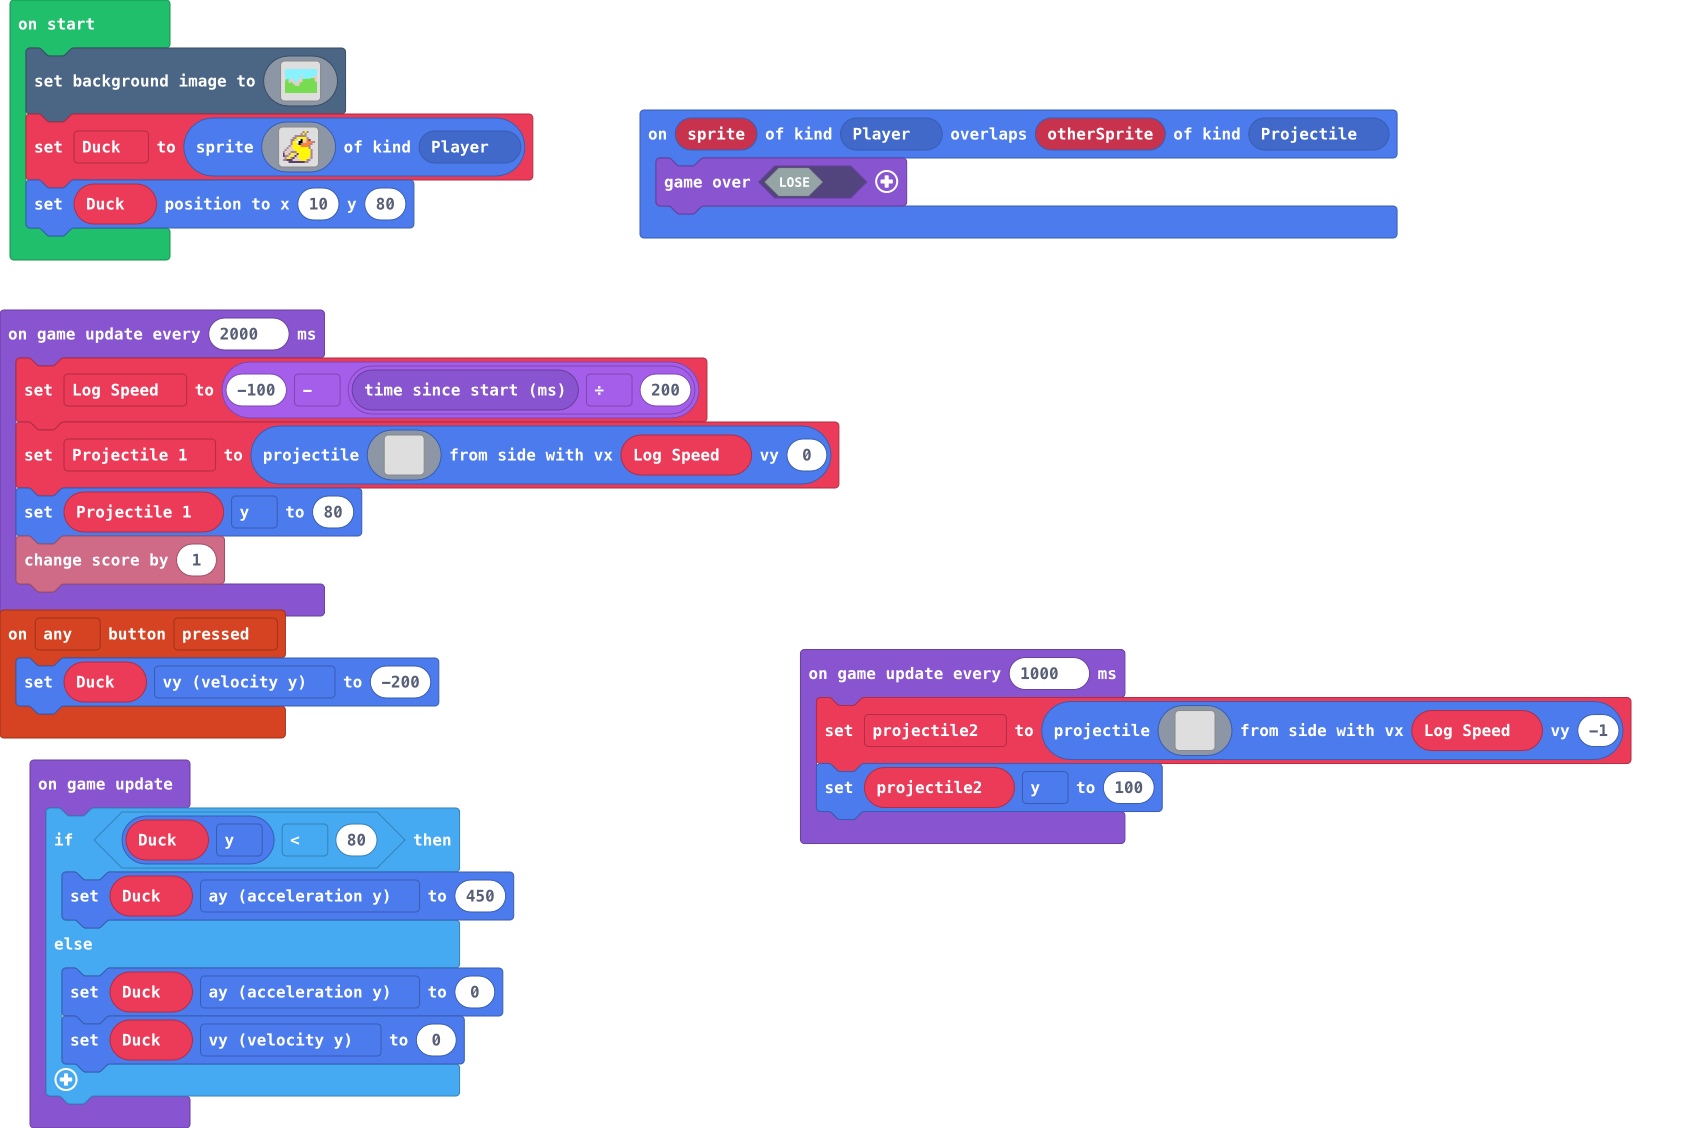 on start
set background image to
set Duck to sprite of kind Player
set Duck position to x 10 y 80
on sprite of kind Player overlaps otherSprite of kind Projectile
game over LOSE
on game update every 2000 ms
set Log Speed to -100 - time since start (ms) ÷ 200
set Projectile 1 to projectile from side with vx Log Speed vy 0
set Projectile 1 y to 80
change score by 1
on any button pressed
set Duck vy (velocity y) to -200
on game update every 1000 ms
set projectile2 to projectile from side with vx Log Speed vy -1
set projectile2 y to 100
on game update
if Duck y < 80 then
set Duck ay (acceleration y) to 450
else
set Duck ay (acceleration y) to 0
set Duck vy (velocity y) to 0